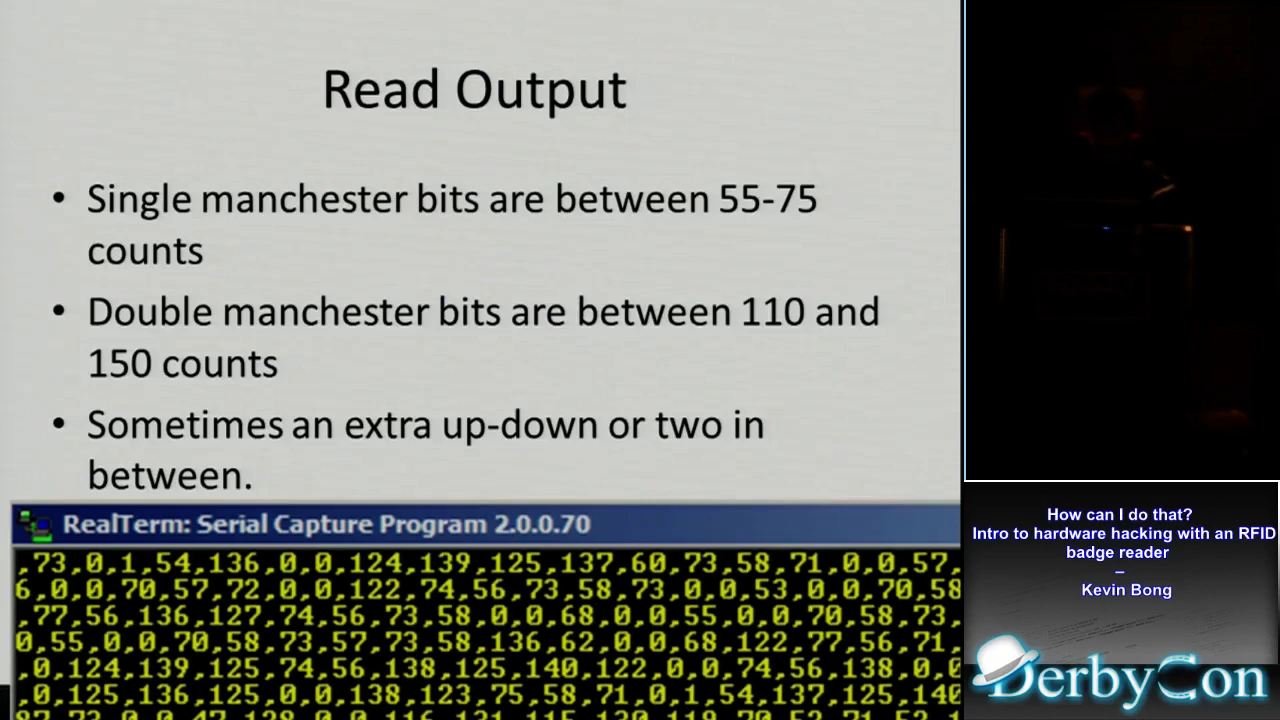 Read Output
• Single manchester bits are between 55-75
counts
• Double manchester bits are between 110 and
150 counts
• Sometimes an extra up-down or two in
between.
RealTerm: Serial Capture Program 2.0.0.70
,73,0,1,54,136,0,0,124,139,125,137,60,73,58,71,0,0,57,
6,0,0,70,57,72,0,0,122,74,56,73,58,73,0,0,53,0,0,70,58
,77,56,136,127,74,56,73,58,0,0,68,0,0,55,0,0,70,58,73,
0,55,0,0,70,58,73,57,73,58,136,62,0,0,68,122,77,56,71,
,0,124,139,125,74,56,138,125,140,122,0,0,74,56,138,0,0
,0,125,136,125,0,0,138,123,75,58,71,0,1,54,137,125,140
How can I do that?
Intro to hardware hacking with an RFID
badge reader
–
Kevin Bong
DerbyCon